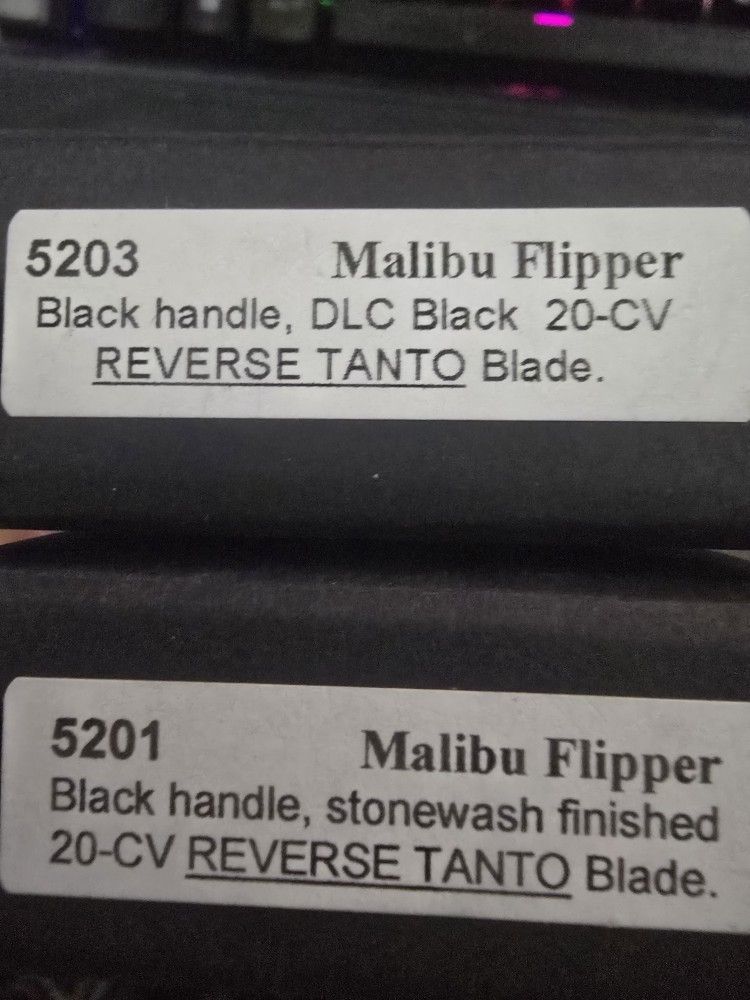 5203 Malibu Flipper
Black handle, DLC Black 20-CV
REVERSE TANTO Blade.
5201 Malibu Flipper
Black handle, stonewash finished
20-CV REVERSE TANTO Blade.